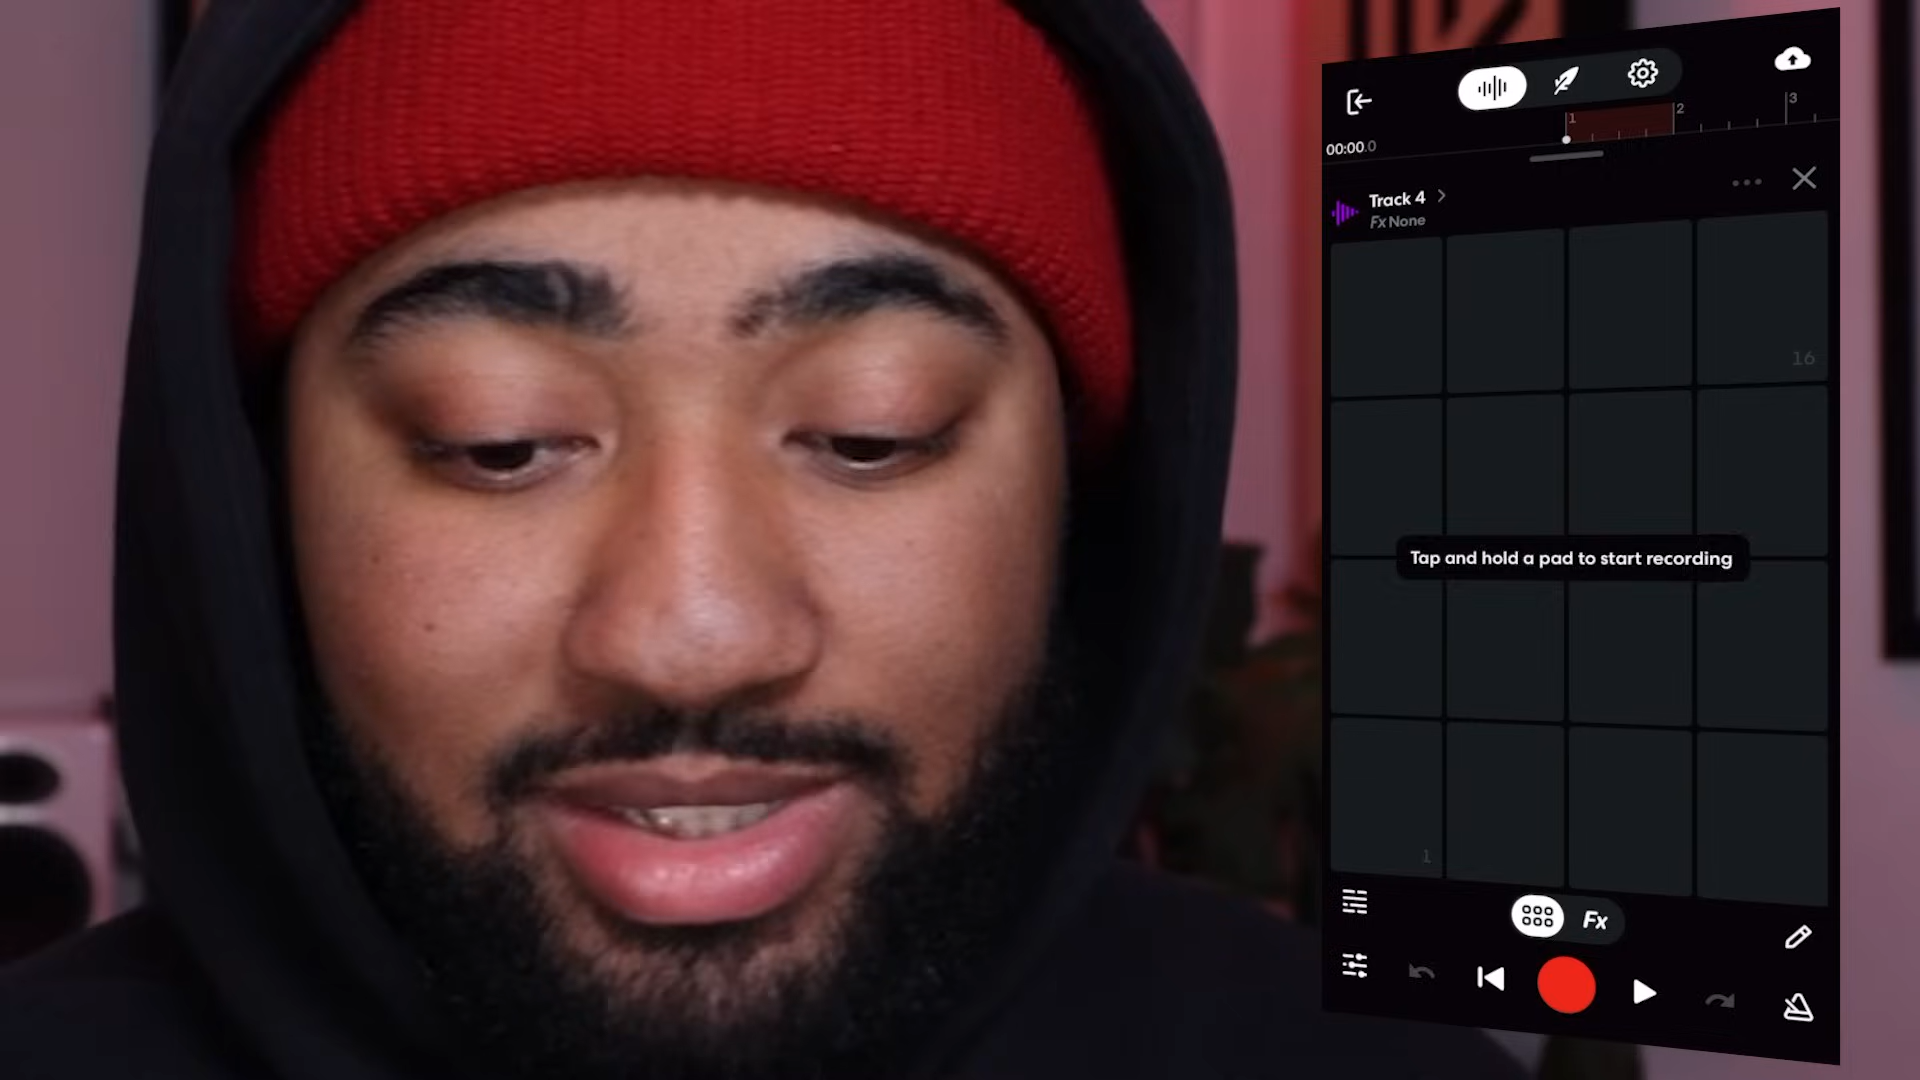 1
2
3
00:00.0
Track 4
Fx None
16
Tap and hold a pad to start recording
1
Fx